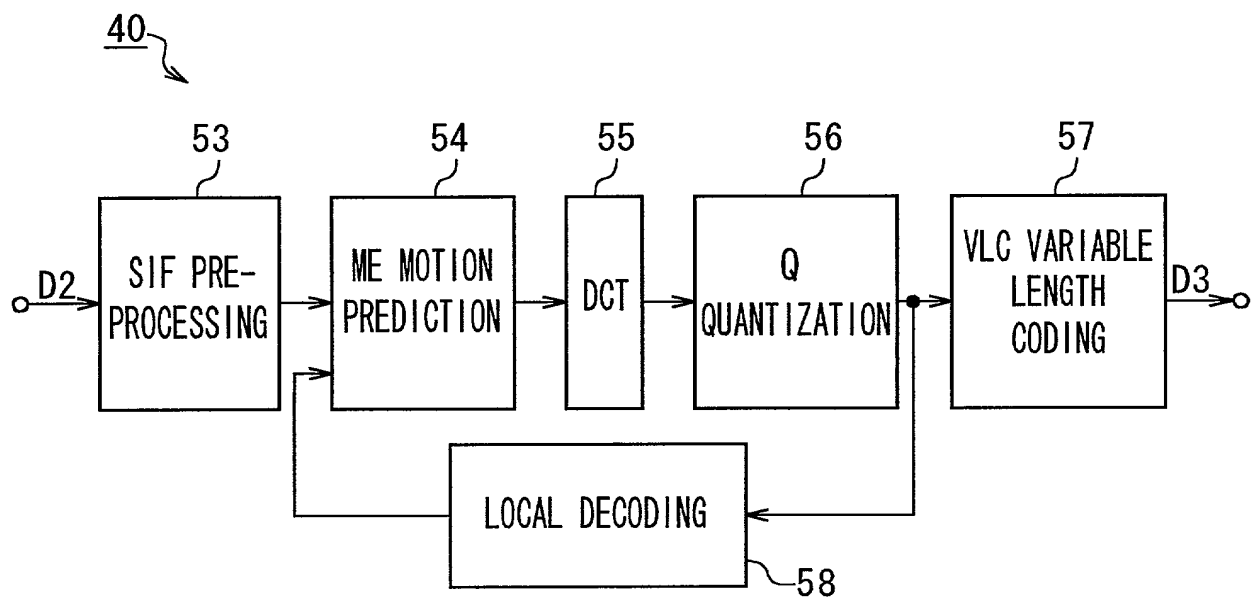 40
53
54
55
56
57
D2
SIF PRE-
PROCESSING
ME MOTION
PREDICTION
DCT
Q
QUANTIZATION
VLC VARIABLE
LENGTH
CODING
D3
LOCAL DECODING
58